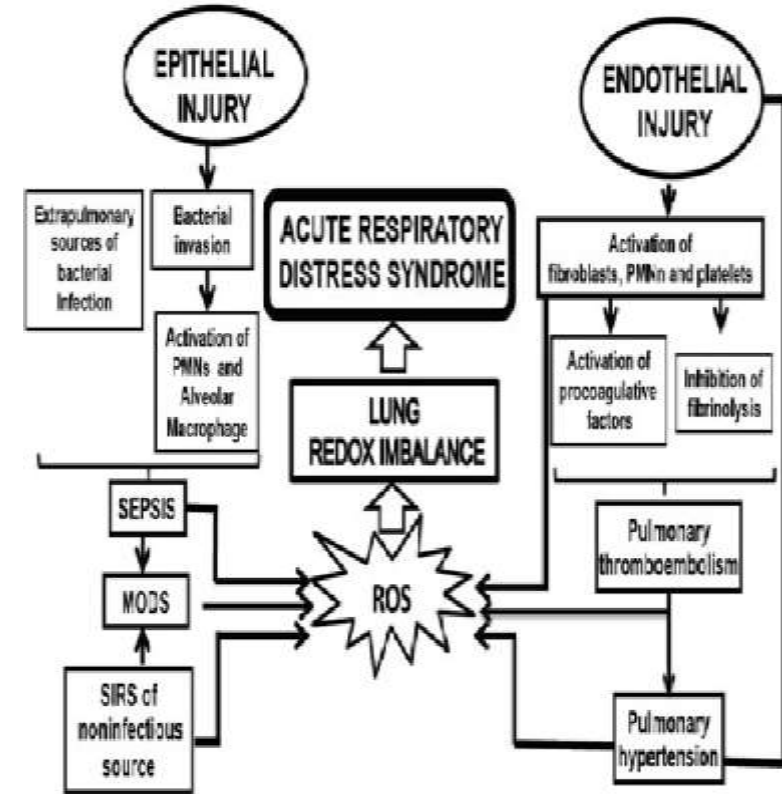 EPITHELIAL
INJURY
ENDOTHELIAL
INJURY
Extrapulmonary
sources of
bacterial
Infection
Bacterial
invasion
ACUTE RESPIRATORY
DISTRESS SYNDROME
Activation of
fibroblasts, PMNn and platelets
Activation of
PMNs and
Alveolar
Macrophage
LUNG
REDOX IMBALANCE
Activation of
procoagulative
factors
Inhibition of
fibrinolysis
SEPSIS
MODS
SIRS of
noninfectious
source
ROS
Pulmonary
thromboembolism
Pulmonary
hypertension